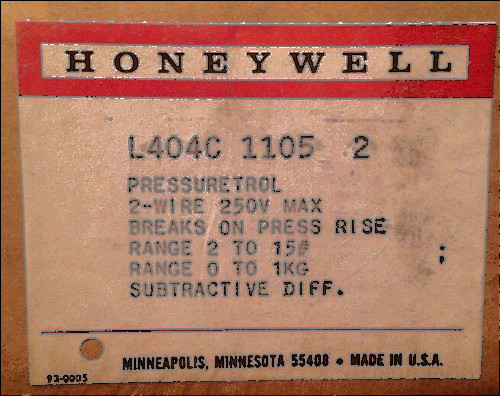 HONEYWELL
L404C 1105 2
PRESSURETROL
2-WIRE 250V MAX
BREAKS ON PRESS RISE
RANGE 2 TO 15#
RANGE 0 TO 1KG
SUBTRACTIVE DIFF.
MINNEAPOLIS, MINNESOTA 55408 • MADE IN U.S.A.
93-0005